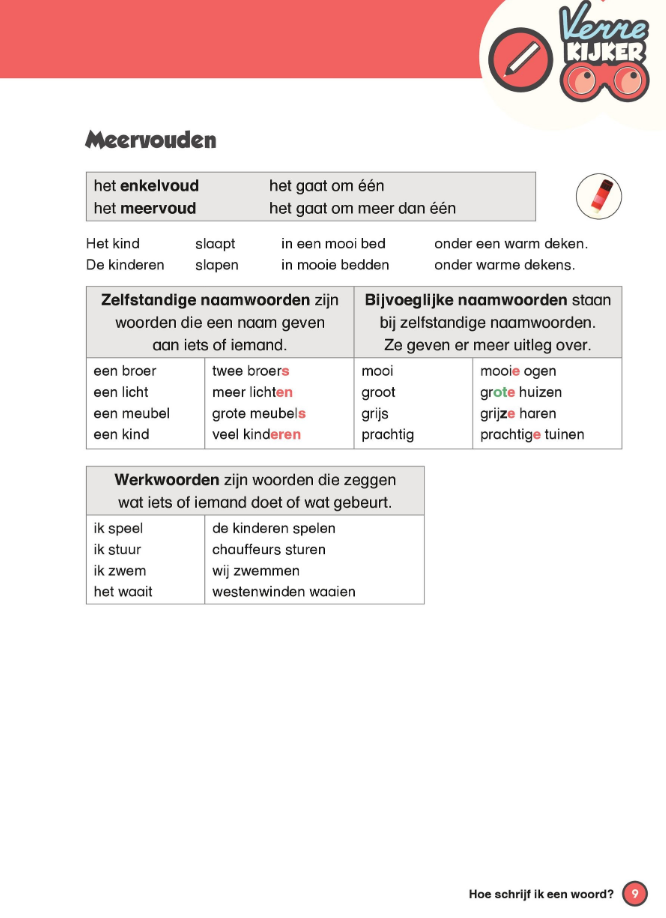 Verre
KIJKER
Meervouden
het enkelvoud het gaat om één
het meervoud het gaat om meer dan één
Het kind slaapt in een mooi bed onder een warm deken.
De kinderen slapen in mooie bedden onder warme dekens.
Zelfstandige naamwoorden zijn
woorden die een naam geven
aan iets of iemand.
Bijvoeglijke naamwoorden staan
bij zelfstandige naamwoorden.
Ze geven er meer uitleg over.
een broer twee broers mooi mooie ogen
een licht meer lichten groot grote huizen
een meubel grote meubels grijs grijze haren
een kind veel kinderen prachtig prachtige tuinen
Werkwoorden zijn woorden die zeggen
wat iets of iemand doet of wat gebeurt.
ik speel de kinderen spelen
ik stuur chauffeurs sturen
ik zwem wij zwemmen
het waait westenwinden waaien
Hoe schrijf ik een woord? 9